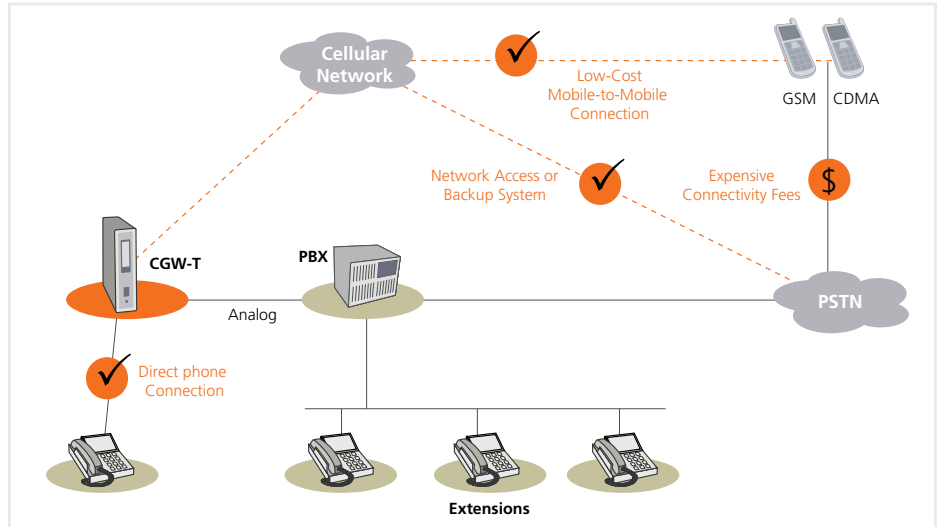 Cellular
Network
Low-Cost
Mobile-to-Mobile
Connection
GSM
CDMA
Network Access or
Backup System
Expensive
Connectivity Fees
$
CGW-T
PBX
Analog
PSTN
Direct phone
Connection
Extensions